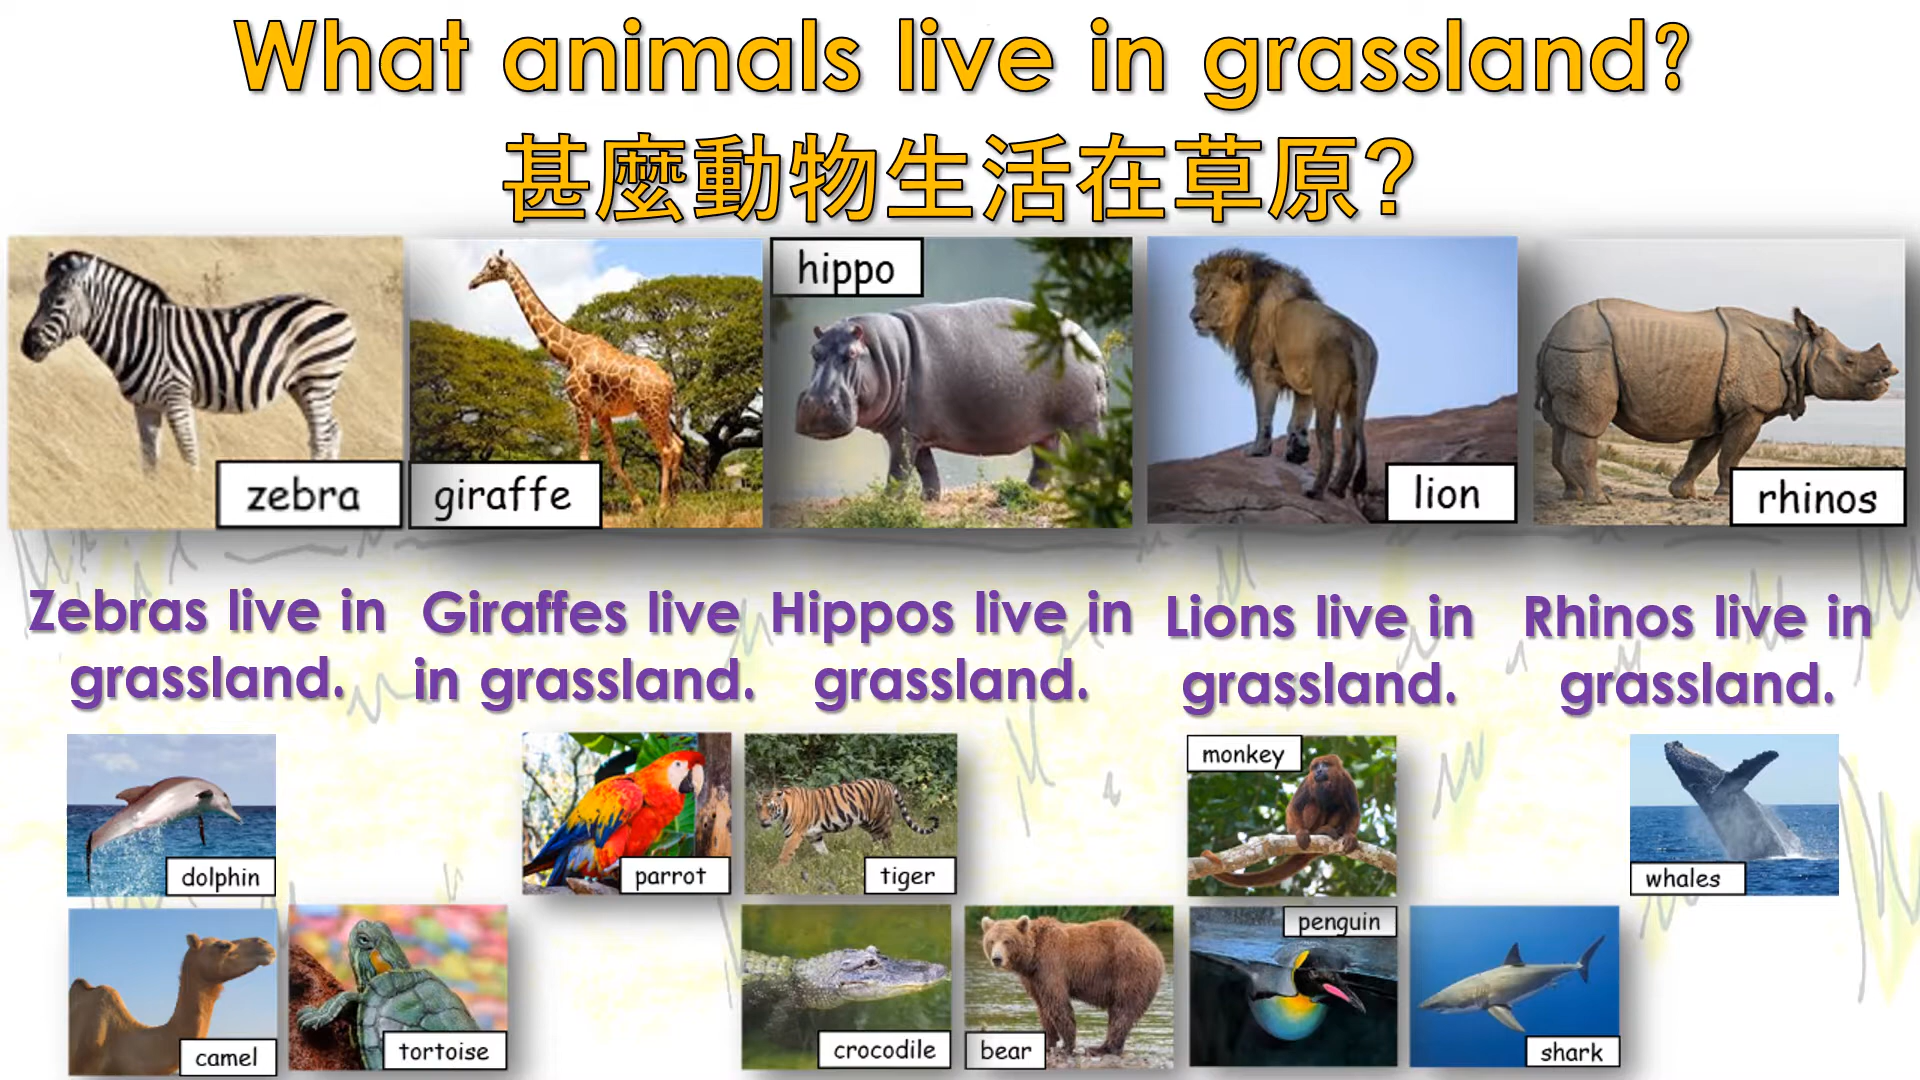 What animals live in grassland?
甚麼動物生活在草原?
zebra
giraffe
hippo
lion
rhinos
Zebras live in
grassland.
Giraffes live
in grassland.
Hippos live in
grassland.
Lions live in
grassland.
Rhinos live in
grassland.
dolphin
parrot
tiger
monkey
whales
camel
tortoise
crocodile
bear
penguin
shark